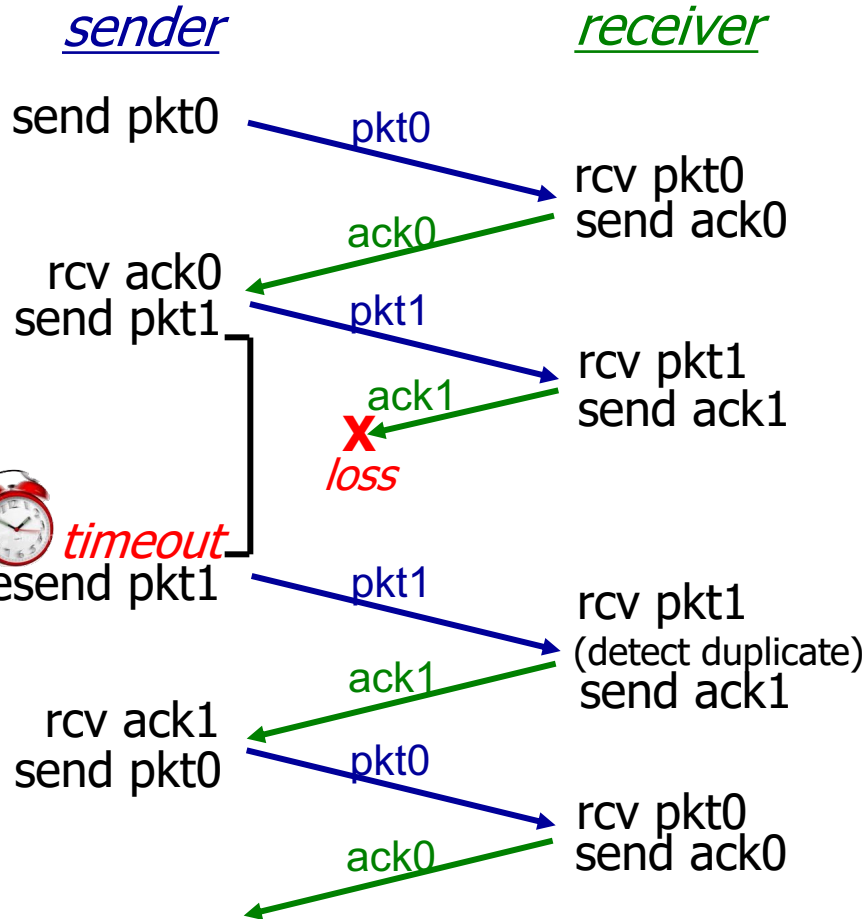 sender
receiver
send pkt0
pkt0
rcv pkt0
send ack0
ack0
rcv ack0
send pkt1
pkt1
rcv pkt1
send ack1
ack1
X
loss
timeout
esend pkt1
pkt1
rcv pkt1
(detect duplicate)
send ack1
ack1
rcv ack1
send pkt0
pkt0
rcv pkt0
send ack0
ack0